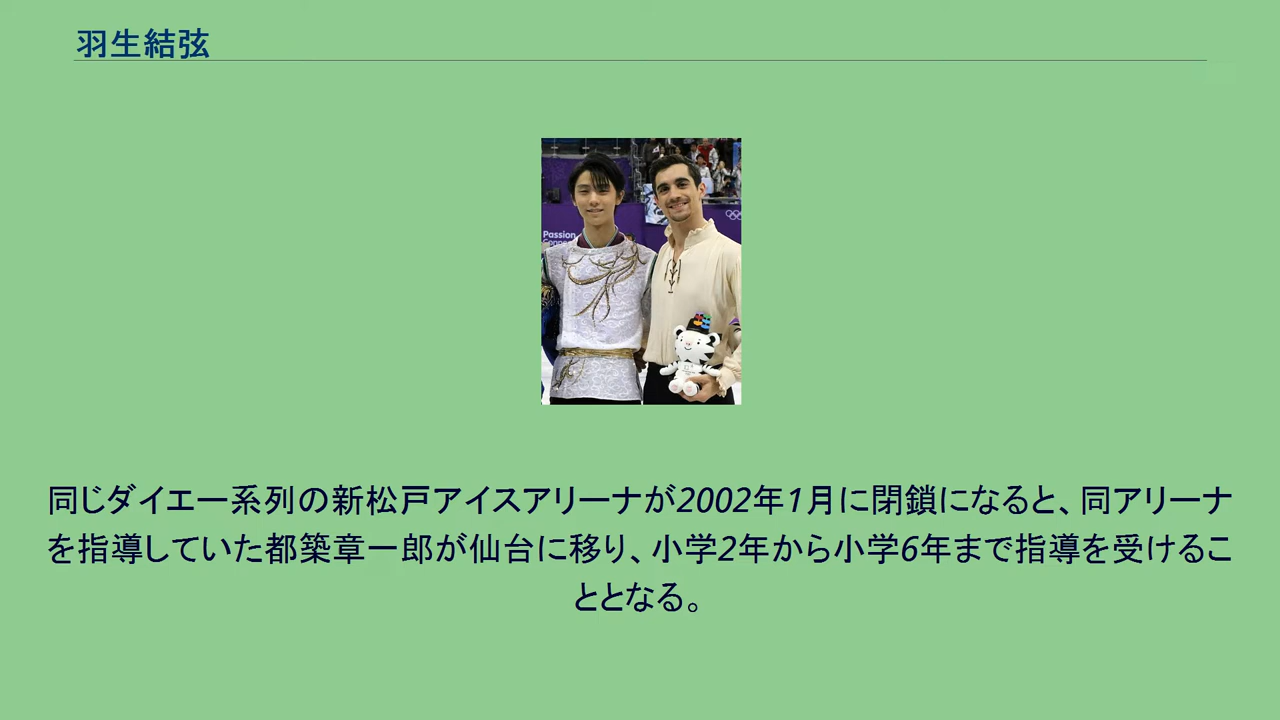 羽生結弦
Passion
同じダイエー系列の新松戸アイスアリーナが2002年1月に閉鎖になると、同アリーナ
を指導していた都築章一郎が仙台に移り、小学2年から小学6年まで指導を受けるこ
ととなる。